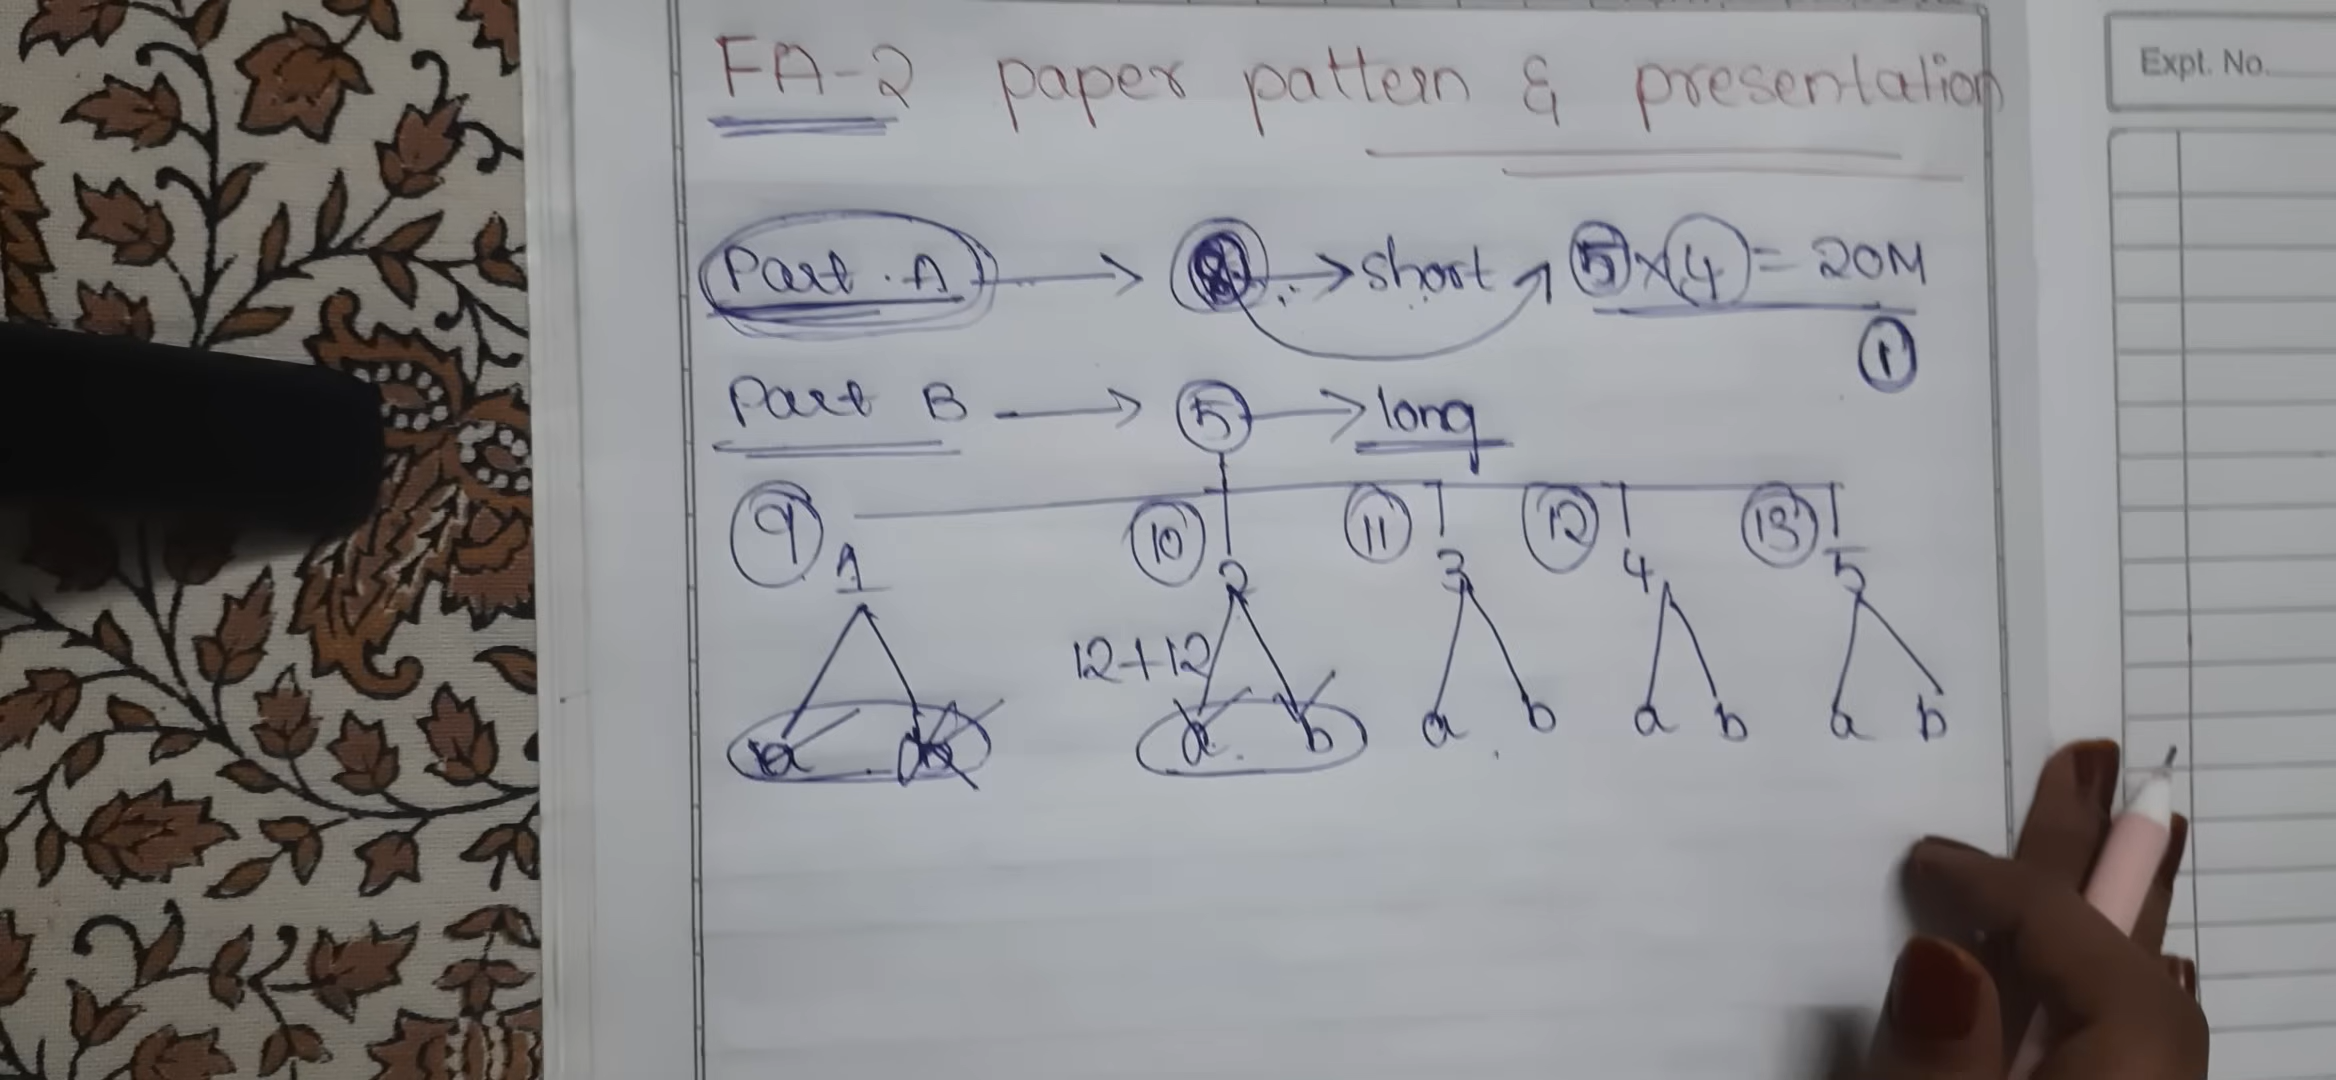 FA-2 paper pattern & presentation
Expt. No.
Part. A → 8 → short 5×4 = 20M
1
Part B → 5 → long
9 10 11 12 13
1 2 3 4 5
12+12
a a b a b a b a b